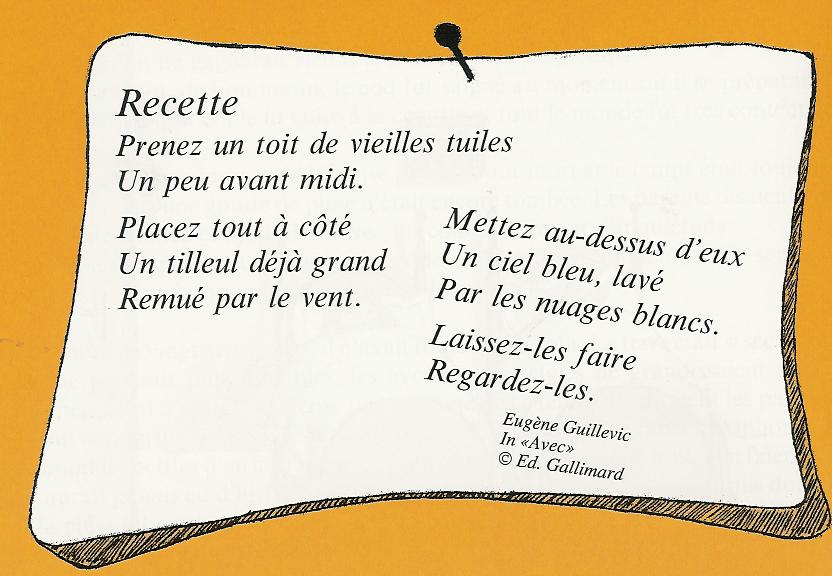 Recette
Prenez un toit de vieilles tuiles
Un peu avant midi.
Placez tout à côté
Un tilleul déjà grand
Remué par le vent.
Mettez au-dessus d'eux
Un ciel bleu, lavé
Par les nuages blancs.
Laissez-les faire
Regardez-les.
Eugène Guillevic
In «Avec»
© Ed. Gallimard